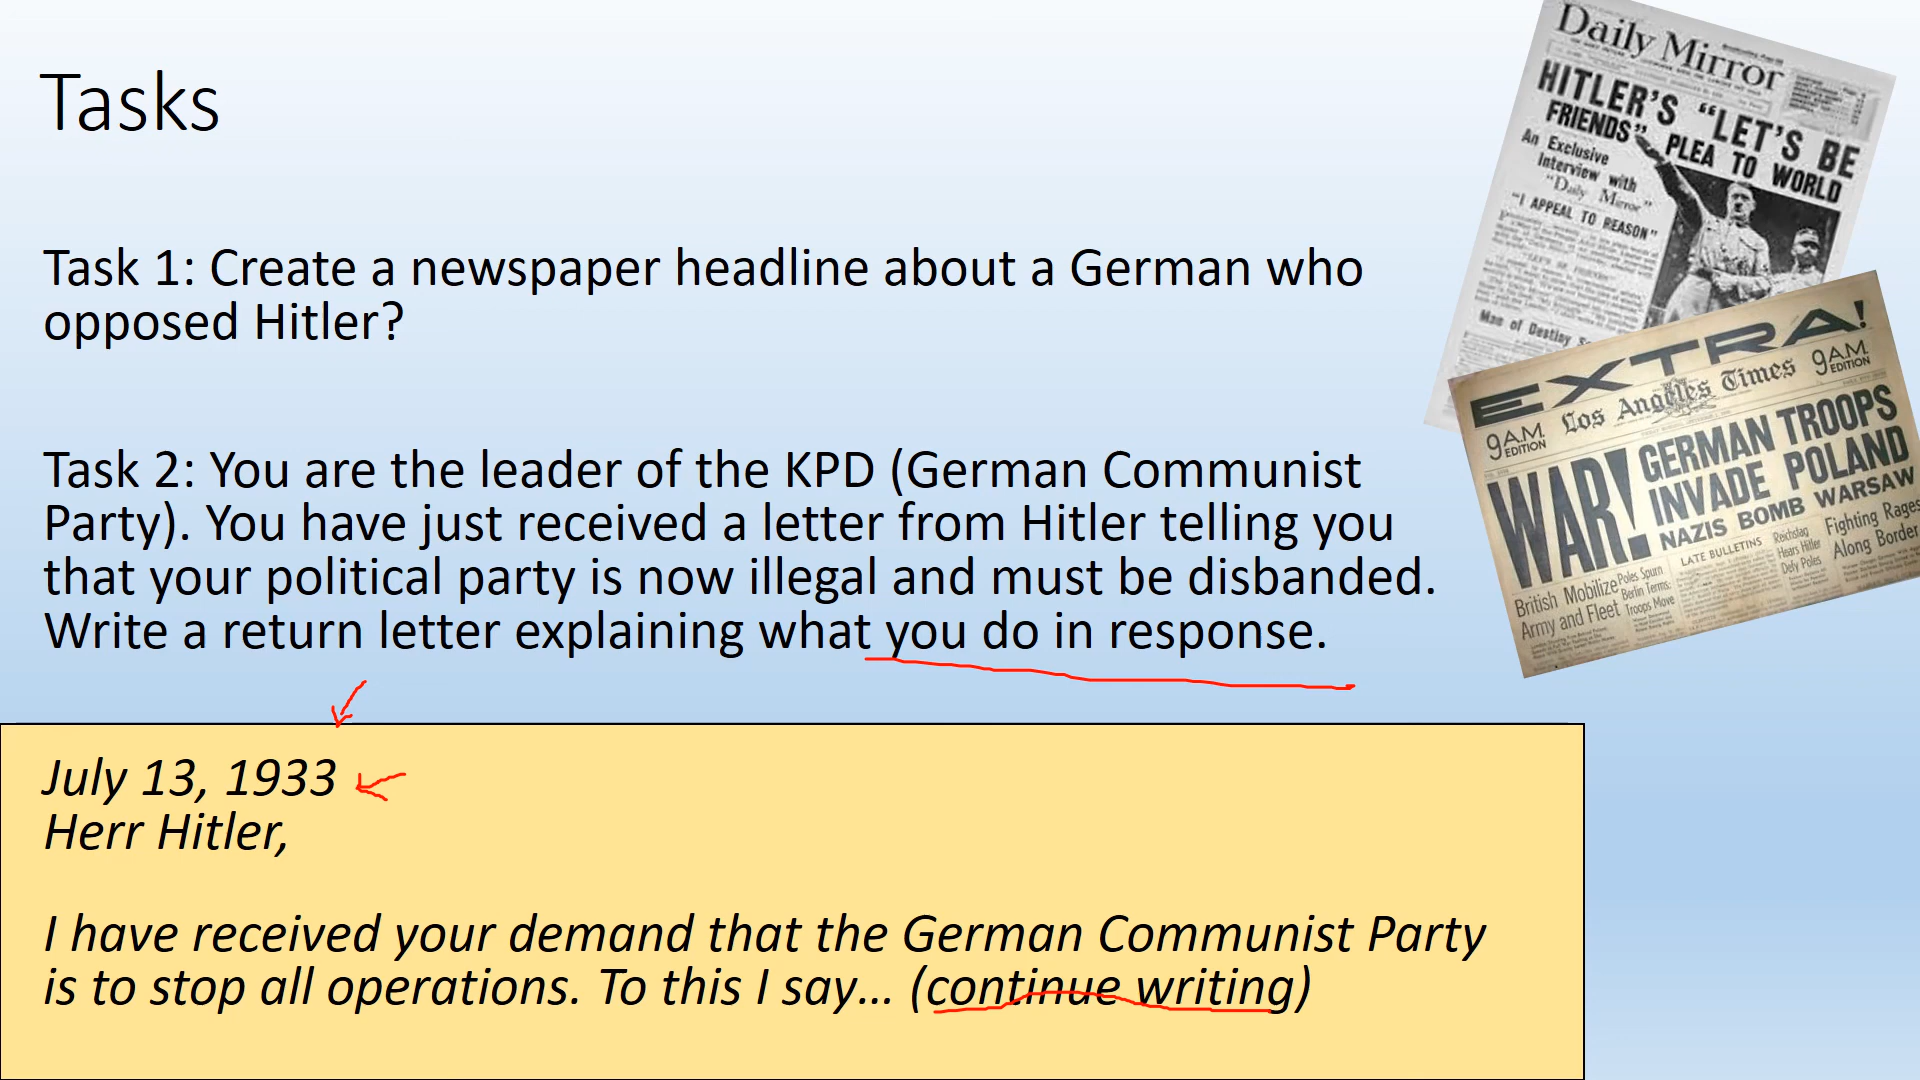 Tasks
Task 1: Create a newspaper headline about a German who
opposed Hitler?
Task 2: You are the leader of the KPD (German Communist
Party). You have just received a letter from Hitler telling you
that your political party is now illegal and must be disbanded.
Write a return letter explaining what you do in response.
July 13, 1933
Herr Hitler,
I have received your demand that the German Communist Party
is to stop all operations. To this I say... (continue writing)
Daily Mirror
HITLER'S "LET'S BE
FRIENDS" PLEA TO WORLD
An Exclusive
Interview with
"Daily Mirror"
"I APPEAL TO REASON"
Man of Destiny
EXTRA!
Los Angeles Times
9 A.M. EDITION
9 A.M. EDITION
WAR! GERMAN TROOPS
INVADE POLAND
NAZIS BOMB WARSAW
LATE BULLETINS
British Mobilize
Army and Fleet
Poles Spurn
Berlin Terms;
Troops Move
Reichstag
Hears Hitler
Defy Poles
Fighting Rages
Along Border